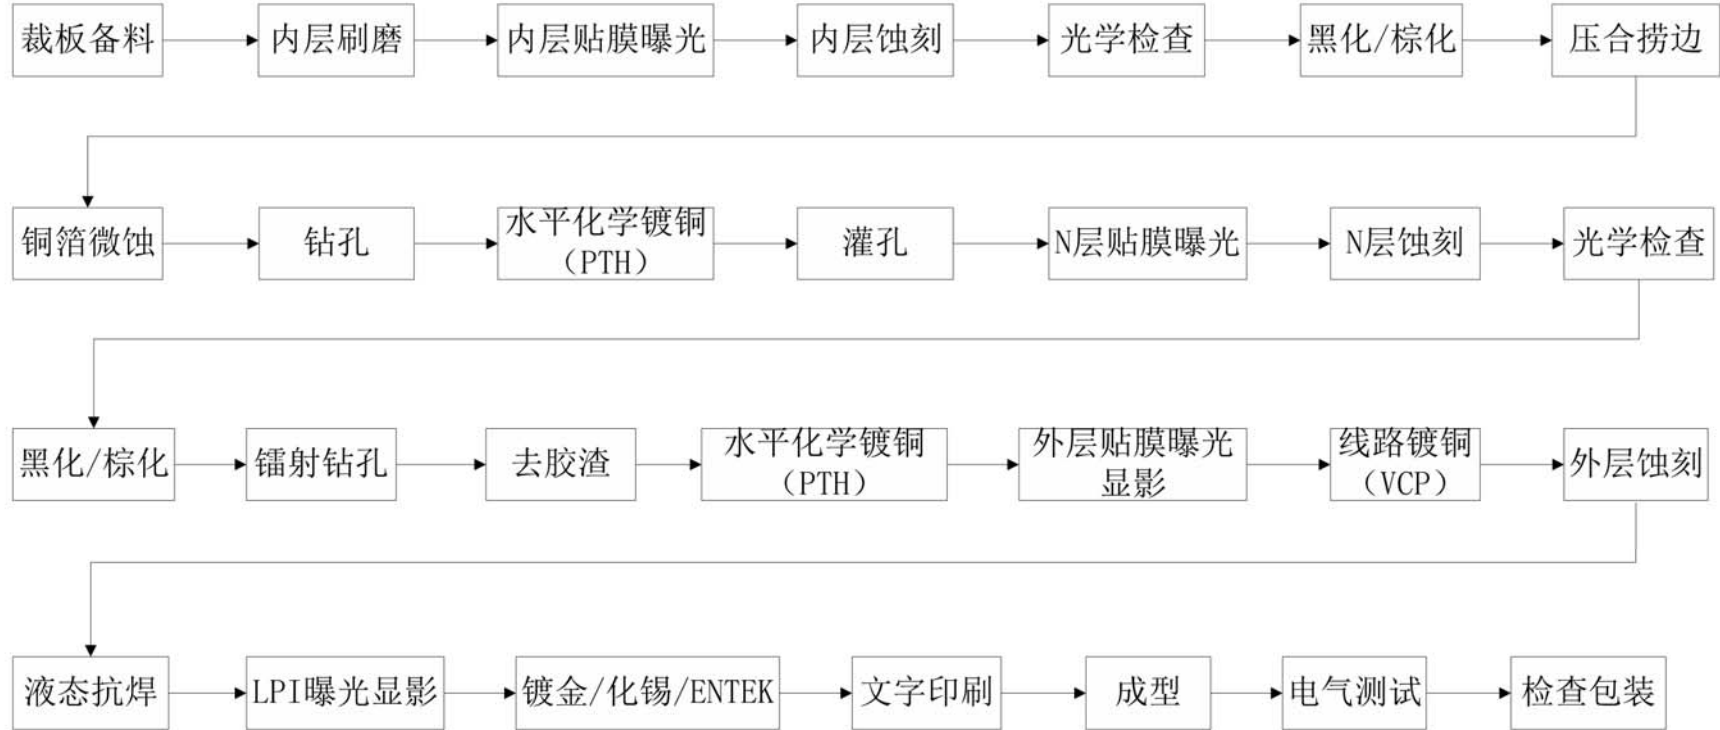 裁板备料
内层刷磨
内层贴膜曝光
内层蚀刻
光学检查
黑化/棕化
压合捞边
铜箔微蚀
钻孔
水平化学镀铜
（PTH）
灌孔
N层贴膜曝光
N层蚀刻
光学检查
黑化/棕化
镭射钻孔
去胶渣
水平化学镀铜
（PTH）
外层贴膜曝光
显影
线路镀铜
（VCP）
外层蚀刻
液态抗焊
LPI曝光显影
镀金/化锡/ENTEK
文字印刷
成型
电气测试
检查包装